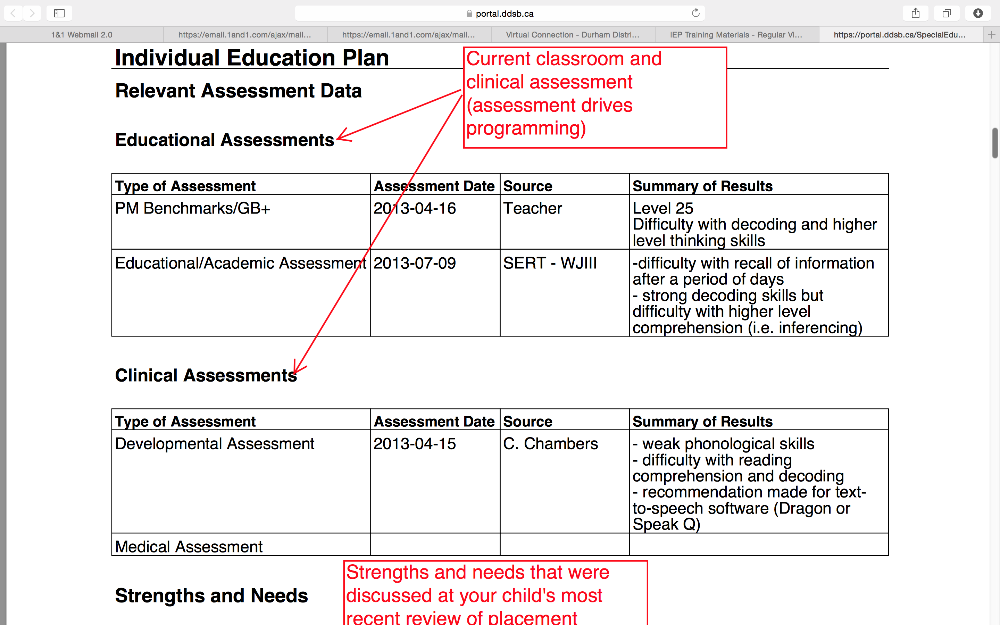 portal.ddsb.ca
1&1 Webmail 2.0
https://email.1and1.com/ajax/mail...
https://email.1and1.com/ajax/mail...
Virtual Connection - Durham Distri...
IEP Training Materials - Regular Vi...
https://portal.ddsb.ca/SpecialEdu...
Individual Education Plan
Current classroom and
clinical assessment
(assessment drives
programming)
Relevant Assessment Data
Educational Assessments
Type of Assessment Assessment Date Source Summary of Results
PM Benchmarks/GB+ 2013-04-16 Teacher Level 25
Difficulty with decoding and higher
level thinking skills
Educational/Academic Assessment 2013-07-09 SERT - WJIII -difficulty with recall of information
after a period of days
- strong decoding skills but
difficulty with higher level
comprehension (i.e. inferencing)
Clinical Assessments
Type of Assessment Assessment Date Source Summary of Results
Developmental Assessment 2013-04-15 C. Chambers - weak phonological skills
- difficulty with reading
comprehension and decoding
- recommendation made for text-
to-speech software (Dragon or
Speak Q)
Medical Assessment
Strengths and Needs
Strengths and needs that were
discussed at your child's most
recent review of placement